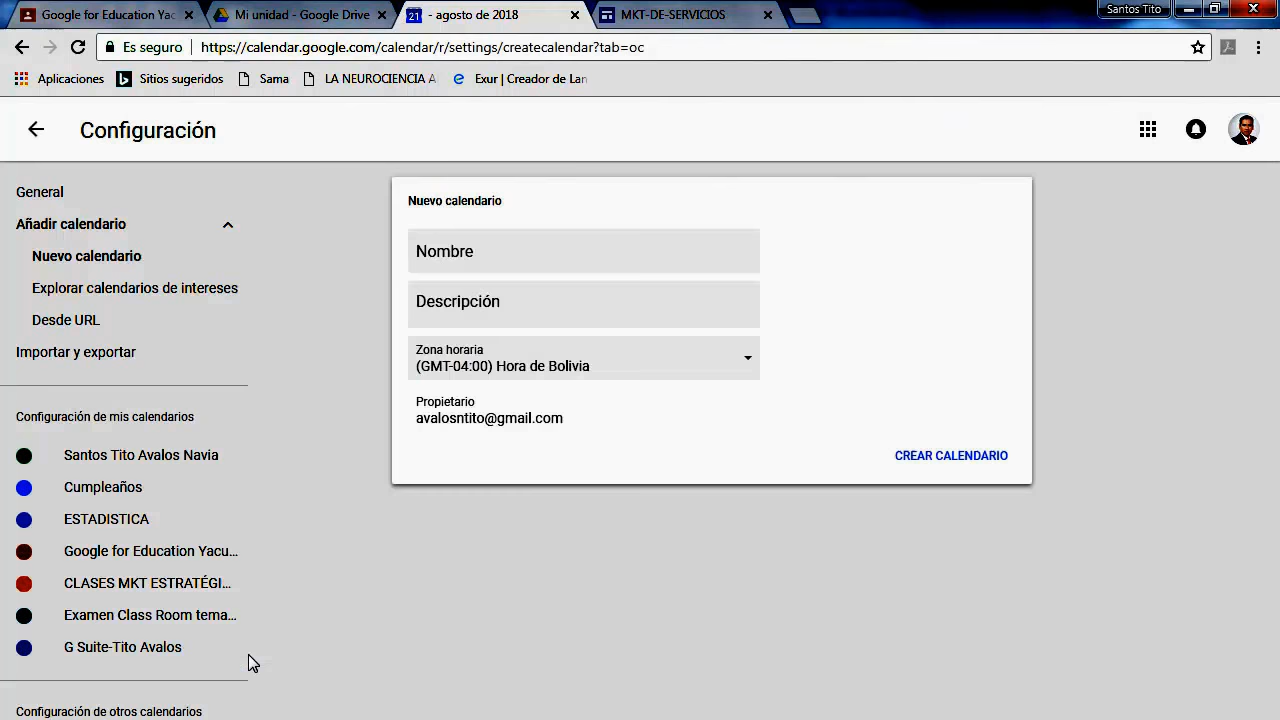 Google for Education Yac
Mi unidad - Google Drive
21
- agosto de 2018
MKT-DE-SERVICIOS
Santos Tito
Es seguro
https://calendar.google.com/calendar/r/settings/createcalendar?tab=oc
Aplicaciones
Sitios sugeridos
Sama
LA NEUROCIENCIA A
Exur | Creador de Lan
Configuración
General
Añadir calendario
Nuevo calendario
Explorar calendarios de intereses
Desde URL
Importar y exportar
Configuración de mis calendarios
Santos Tito Avalos Navia
Cumpleaños
ESTADISTICA
Google for Education Yacu...
CLASES MKT ESTRATÉGI...
Examen Class Room tema...
G Suite-Tito Avalos
Configuración de otros calendarios
Nuevo calendario
Nombre
Descripción
Zona horaria
(GMT-04:00) Hora de Bolivia
Propietario
avalosntito@gmail.com
CREAR CALENDARIO